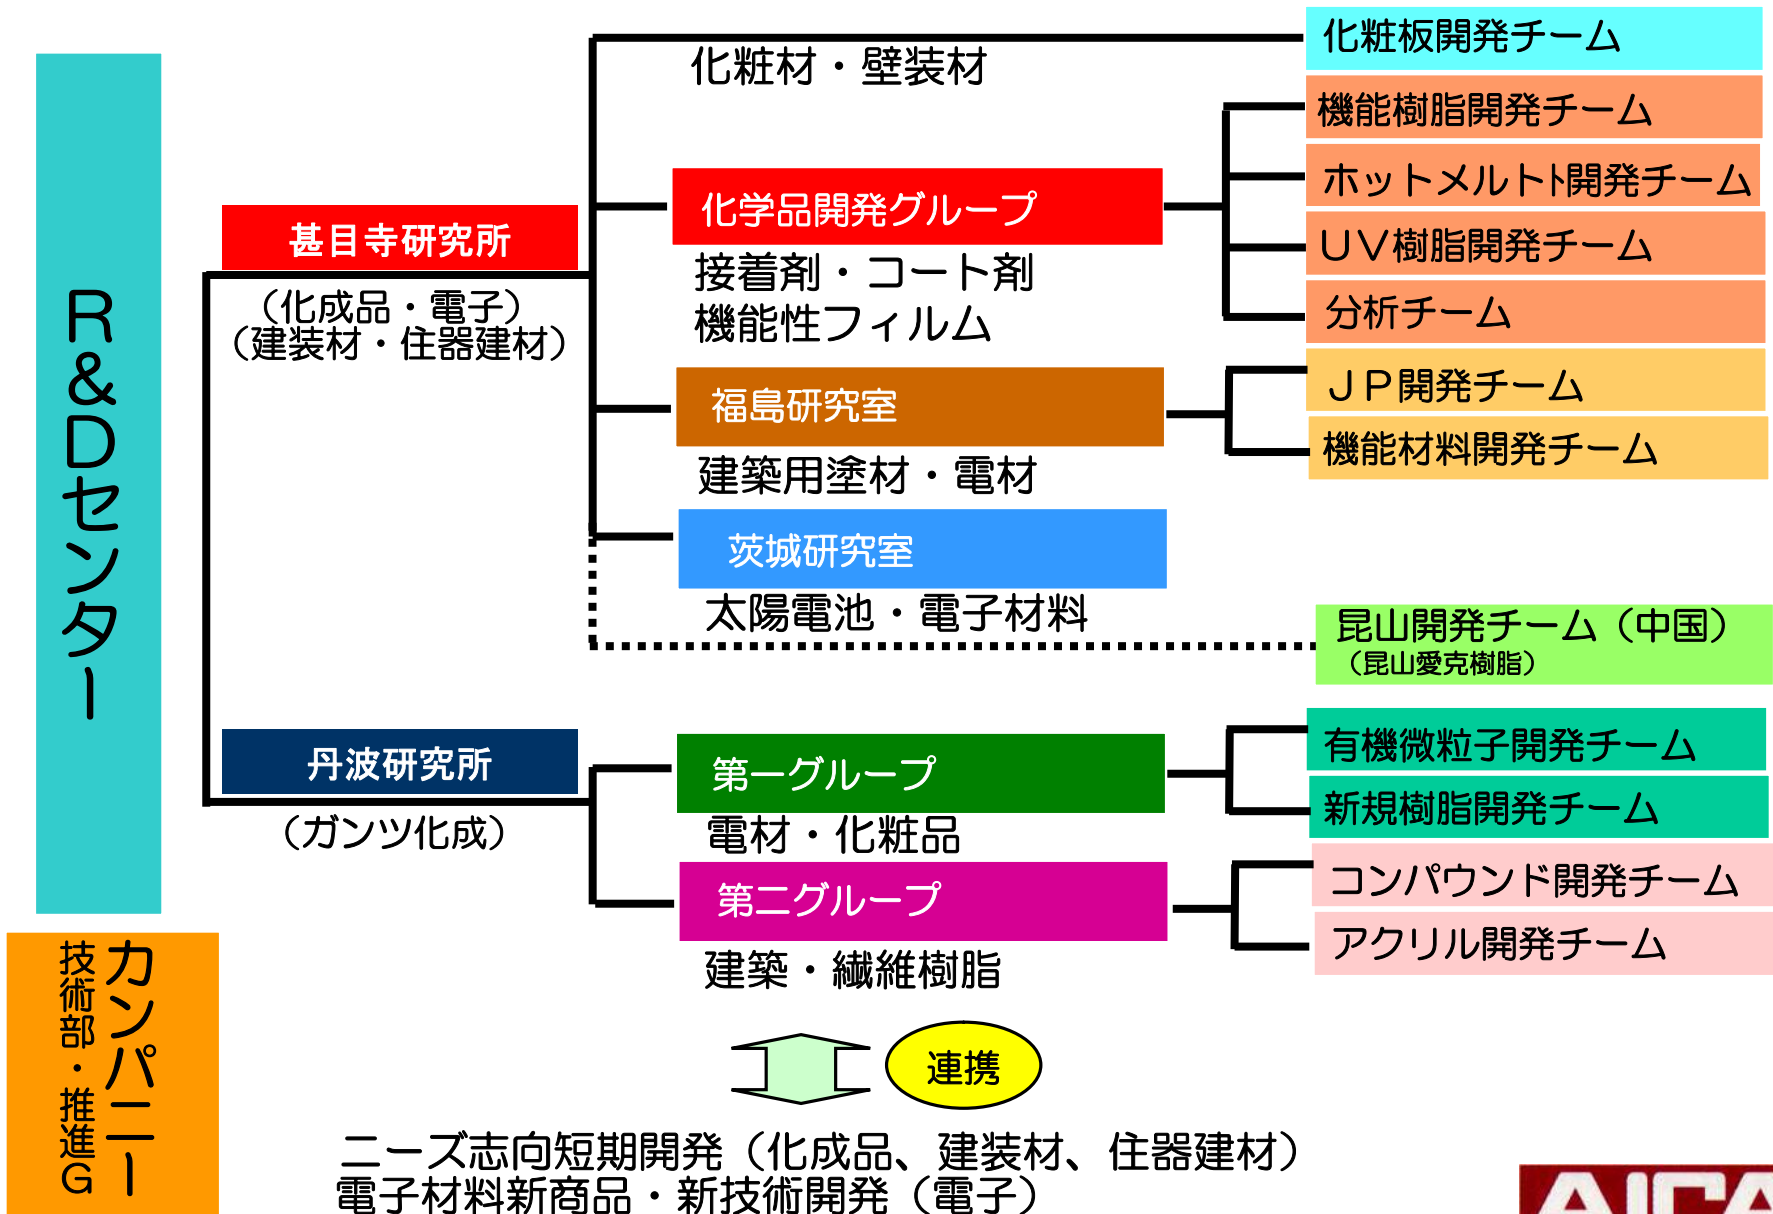 R&Dセンター
カンパニー
技術部・推進G
甚目寺研究所
（化成品・電子）
（建装材・住器建材）
丹波研究所
（ガンツ化成）
化粧材・壁装材
化学品開発グループ
接着剤・コート剤
機能性フィルム
福島研究室
建築用塗材・電材
茨城研究室
太陽電池・電子材料
第一グループ
電材・化粧品
第二グループ
建築・繊維樹脂
化粧板開発チーム
機能樹脂開発チーム
ホットメルトﾄ開発チーム
UV樹脂開発チーム
分析チーム
JP開発チーム
機能材料開発チーム
昆山開発チーム（中国）
（昆山愛克樹脂）
有機微粒子開発チーム
新規樹脂開発チーム
コンパウンド開発チーム
アクリル開発チーム
連携
ニーズ志向短期開発（化成品、建装材、住器建材）
電子材料新商品・新技術開発（電子）
AICA